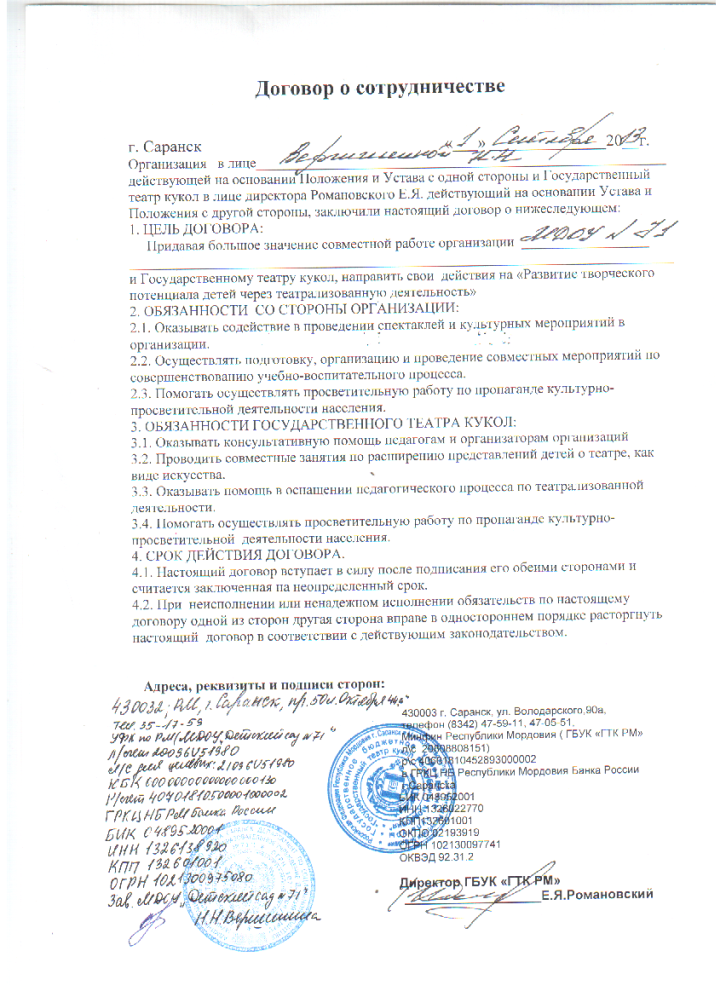 Договор о сотрудничестве
г. Саранск « 1 » Сентября 2013 г.
Организация в лице Вершининой Н.Н
действующей на основании Положения и Устава с одной стороны и Государственный
театр кукол в лице директора Романовского Е.Я. действующий на основании Устава и
Положения с другой стороны, заключили настоящий договор о нижеследующем:
1. ЦЕЛЬ ДОГОВОРА:
Придавая большое значение совместной работе организации МДОУ № 71
и Государственному театру кукол, направить свои действия на «Развитие творческого
потенциала детей через театрализованную деятельность»
2. ОБЯЗАННОСТИ СО СТОРОНЫ ОРГАНИЗАЦИИ:
2.1. Оказывать содействие в проведении спектаклей и культурных мероприятий в
организации.
2.2. Осуществлять подготовку, организацию и проведение совместных мероприятий по
совершенствованию учебно-воспитательного процесса.
2.3. Помогать осуществлять просветительную работу по пропаганде культурно-
просветительной деятельности населения.
3. ОБЯЗАННОСТИ ГОСУДАРСТВЕННОГО ТЕАТРА КУКОЛ:
3.1. Оказывать консультативную помощь педагогам и организаторам организаций
3.2. Проводить совместные занятия по расширению представлений детей о театре, как
виде искусства.
3.3. Оказывать помощь в оснащении педагогического процесса по театрализованной
деятельности.
3.4. Помогать осуществлять просветительную работу по пропаганде культурно-
просветительной деятельности населения.
4. СРОК ДЕЙСТВИЯ ДОГОВОРА.
4.1. Настоящий договор вступает в силу после подписания его обеими сторонами и
считается заключенная на неопределенный срок.
4.2. При неисполнении или ненадежном исполнении обязательств по настоящему
договору одной из сторон другая сторона вправе в одностороннем порядке расторгнуть
настоящий договор в соответствии с действующим законодательством.
Адреса, реквизиты и подписи сторон:
430032, РМ, г. Саранск, пр. 50 л. Октября
тел. 35-17-59
УФК по РМ (МДОУ „Детский сад №71"
л/счет 20096У51980
л/с для целевых: 21096У51980
КБК
р/счет
ГРКЦ НБ РМ Банка России
БИК 048952001
ИНН 1326138920
КПП 132601001
ОГРН 1021300975080
Зав. МДОУ „Детский сад №71"
Н.Н.Вершинина
430003 г. Саранск, ул. Володарского,90а,
телефон (8342) 47-59-11, 47-05-51,
Минфин Республики Мордовия ( ГБУК «ГТК РМ»
л/с 20608808151)
р/с 40601810452893000002
в ГРКЦ НБ Республики Мордовия Банка России
г.Саранска
БИК 048952001
ИНН 1326022770
КПП132601001
ОКПО 02193919
ОГРН 102130097741
ОКВЭД 92.31.2
Директор ГБУК «ГТК РМ»
Е.Я.Романовский